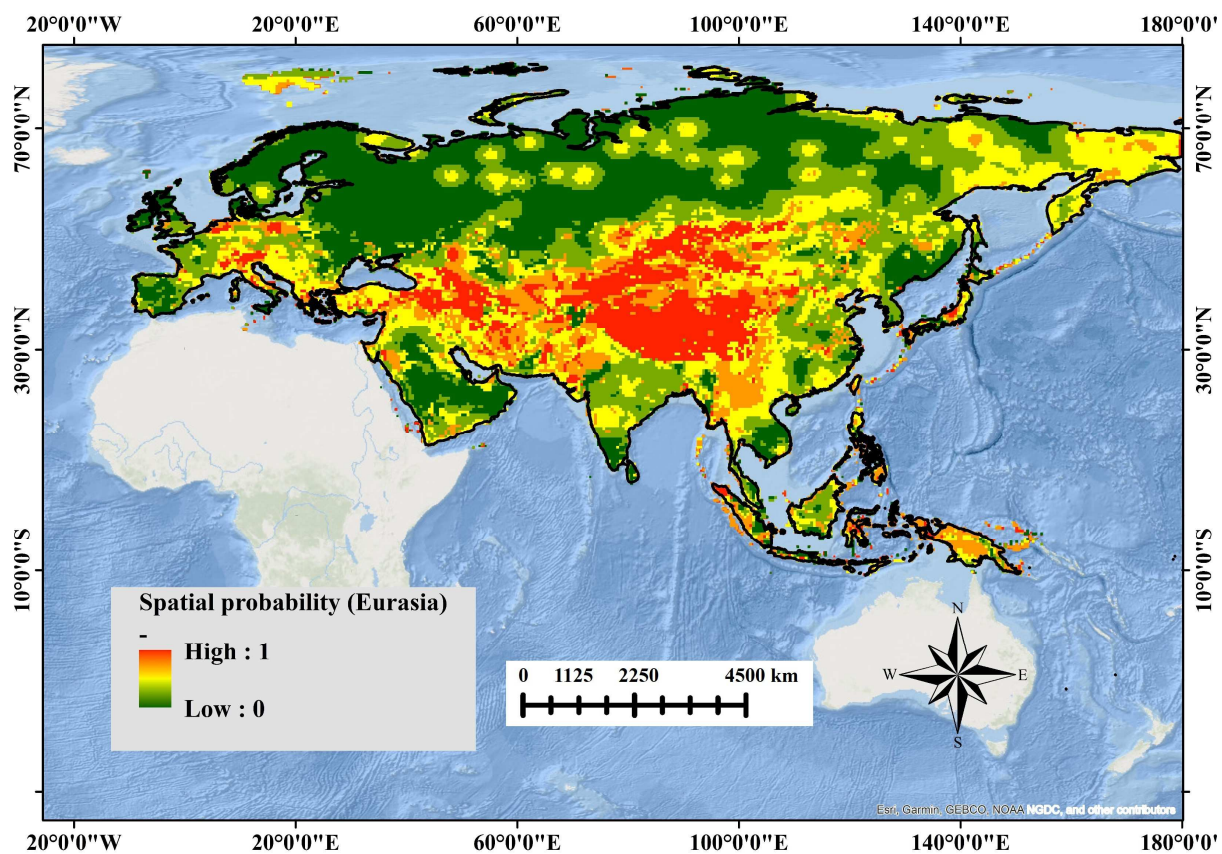 20°0'0"W 20°0'0"E 60°0'0"E 100°0'0"E 140°0'0"E 180°0'0"
70°0'0"N 70°0'0"N
30°0'0"N 30°0'0"N
10°0'0"S 10°0'0"S
Spatial probability (Eurasia)
-
High : 1
Low : 0
0 1125 2250 4500 km
N
W E
S
Esri, Garmin, GEBCO, NOAA NGDC, and other contributors
20°0'0"W 20°0'0"E 60°0'0"E 100°0'0"E 140°0'0"E 180°0'0"